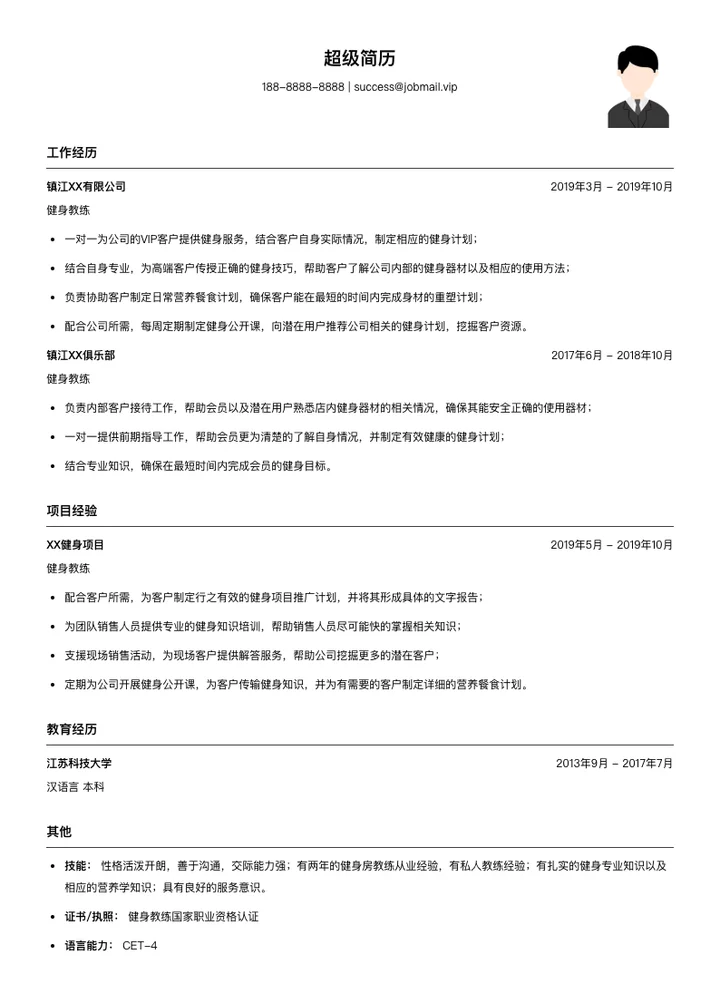 超级简历
188-8888-8888 | success@jobmail.vip
工作经历
镇江XX有限公司 2019年3月 – 2019年10月
健身教练
• 一对一为公司的VIP客户提供健身服务，结合客户自身实际情况，制定相应的健身计划；
• 结合自身专业，为高端客户传授正确的健身技巧，帮助客户了解公司内部的健身器材以及相应的使用方法；
• 负责协助客户制定日常营养餐食计划，确保客户能在最短的时间内完成身材的重塑计划；
• 配合公司所需，每周定期制定健身公开课，向潜在用户推荐公司相关的健身计划，挖掘客户资源。
镇江XX俱乐部 2017年6月 – 2018年10月
健身教练
• 负责内部客户接待工作，帮助会员以及潜在用户熟悉店内健身器材的相关情况，确保其能安全正确的使用器材；
• 一对一提供前期指导工作，帮助会员更为清楚的了解自身情况，并制定有效健康的健身计划；
• 结合专业知识，确保在最短时间内完成会员的健身目标。
项目经验
XX健身项目 2019年5月 – 2019年10月
健身教练
• 配合客户所需，为客户制定行之有效的健身项目推广计划，并将其形成具体的文字报告；
• 为团队销售人员提供专业的健身知识培训，帮助销售人员尽可能快的掌握相关知识；
• 支援现场销售活动，为现场客户提供解答服务，帮助公司挖掘更多的潜在客户；
• 定期为公司开展健身公开课，为客户传输健身知识，并为有需要的客户制定详细的营养餐食计划。
教育经历
江苏科技大学 2013年9月 – 2017年7月
汉语言 本科
其他
• 技能： 性格活泼开朗，善于沟通，交际能力强；有两年的健身房教练从业经验，有私人教练经验；有扎实的健身专业知识以及
相应的营养学知识；具有良好的服务意识。
• 证书/执照： 健身教练国家职业资格认证
• 语言能力： CET-4